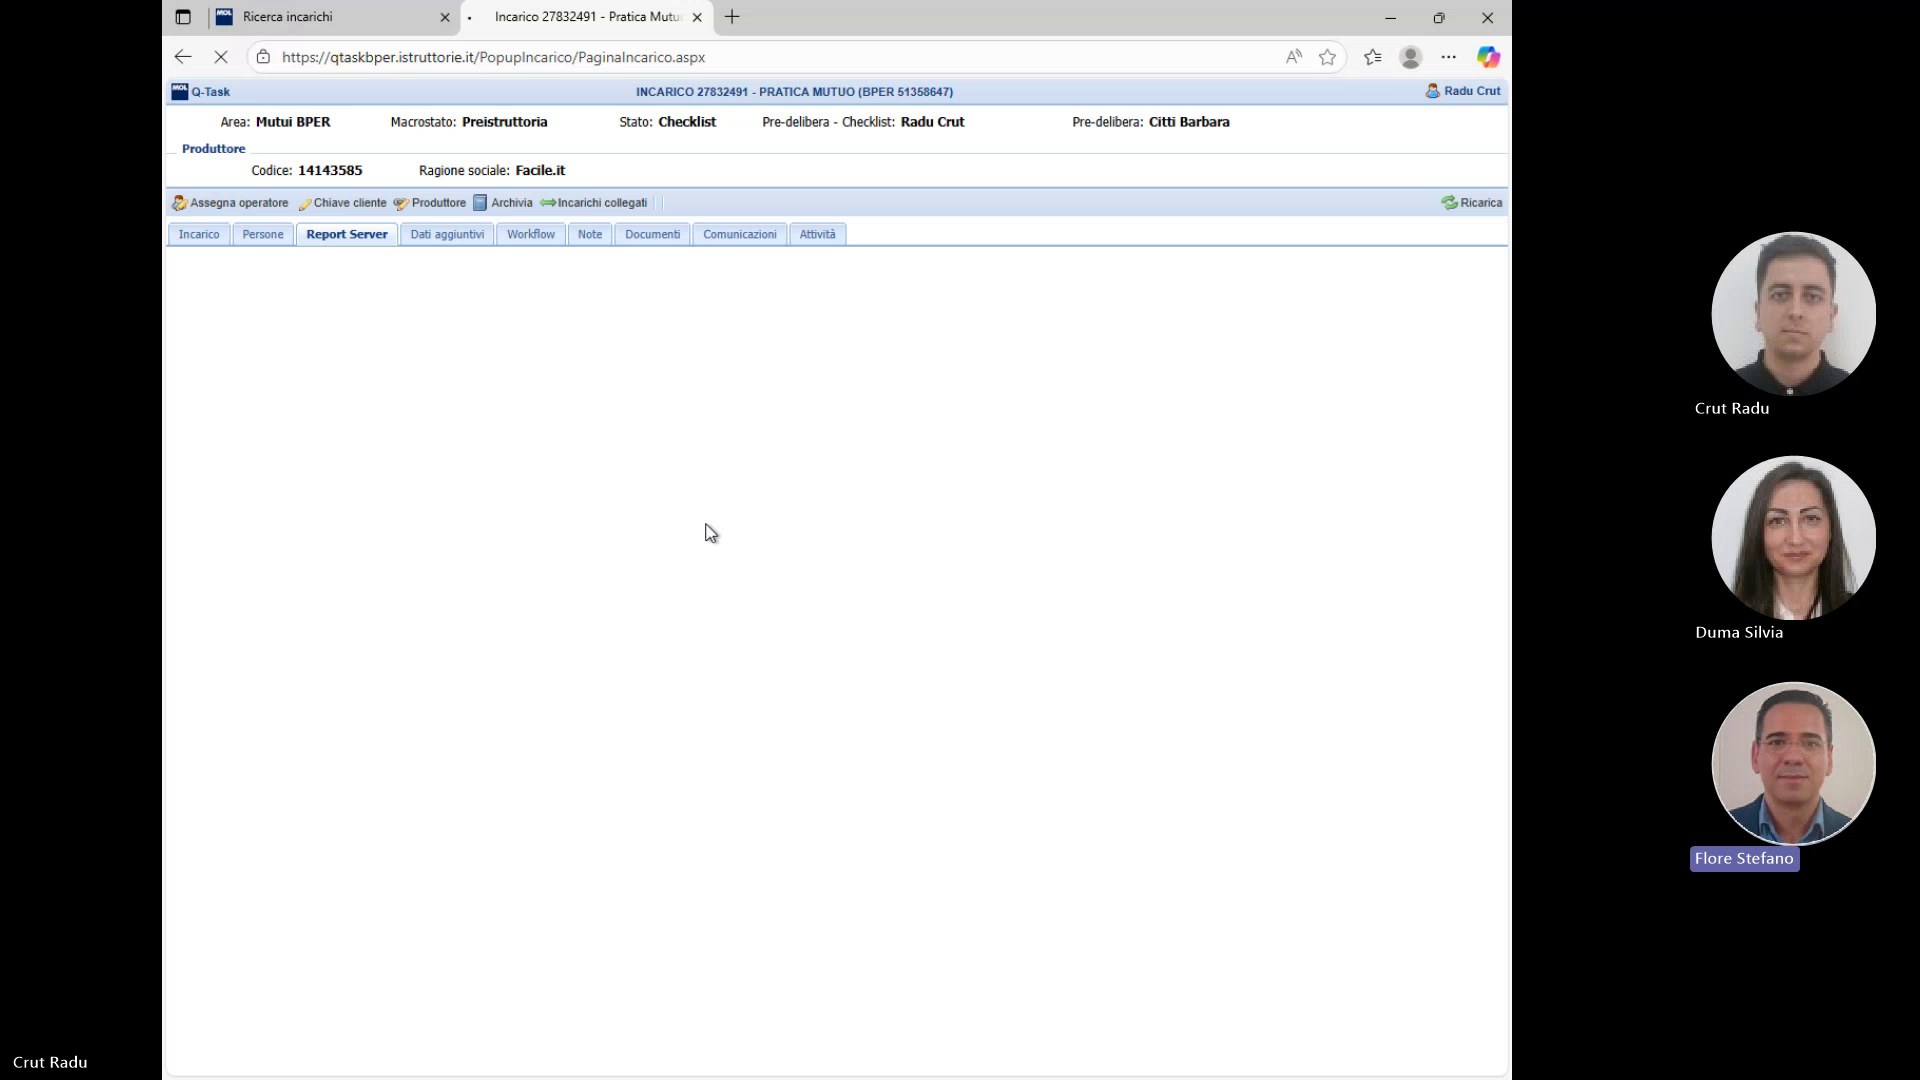 MOL Ricerca incarichi
Incarico 27832491 - Pratica Mutu
https://qtaskbper.istruttorie.it/PopupIncarico/PaginaIncarico.aspx
MOL Q-Task INCARICO 27832491 - PRATICA MUTUO (BPER 51358647) Radu Crut
Area: Mutui BPER Macrostato: Preistruttoria Stato: Checklist Pre-delibera - Checklist: Radu Crut Pre-delibera: Citti Barbara
Produttore
Codice: 14143585 Ragione sociale: Facile.it
Assegna operatore Chiave cliente Produttore Archivia Incarichi collegati Ricarica
Incarico Persone Report Server Dati aggiuntivi Workflow Note Documenti Comunicazioni Attività
Crut Radu
Duma Silvia
Flore Stefano
Crut Radu